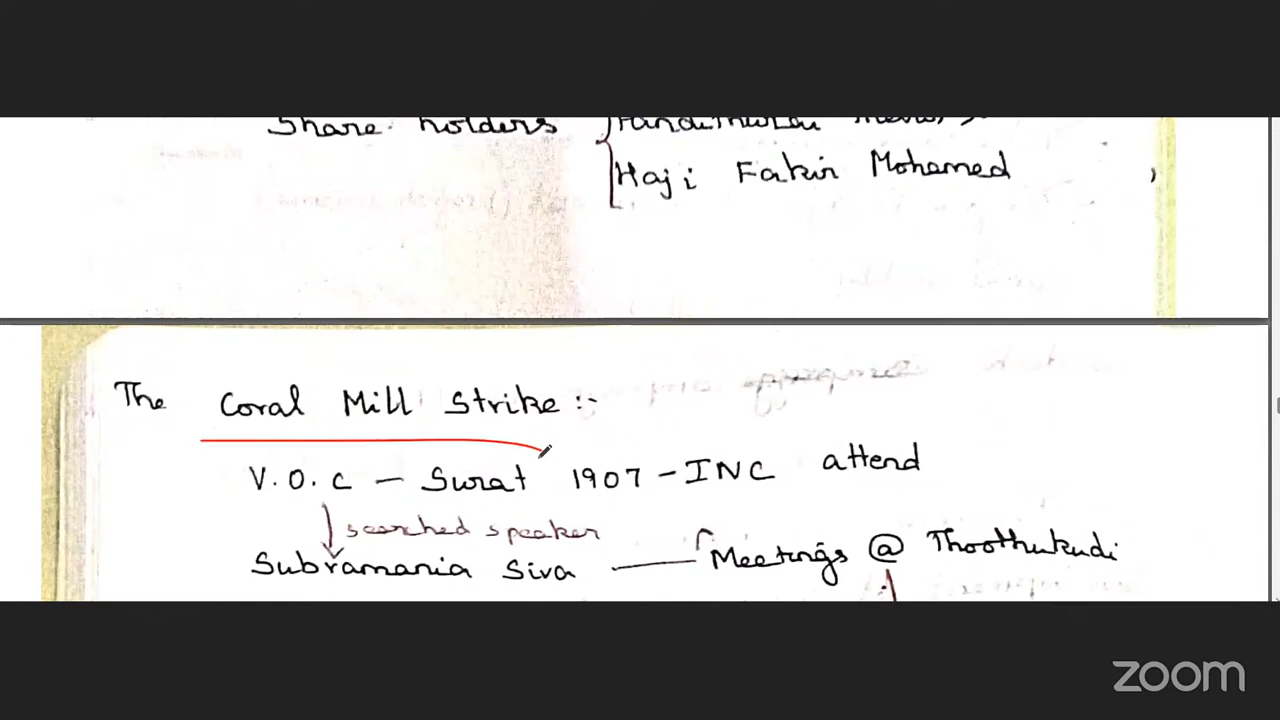 Share holders
Haji Fakir Mohamed ,
The Coral Mill Strike :-
V.O.C - Surat 1907 - INC attend
searched speaker
Subramania Siva — Meetings @ Thoothukudi
zoom